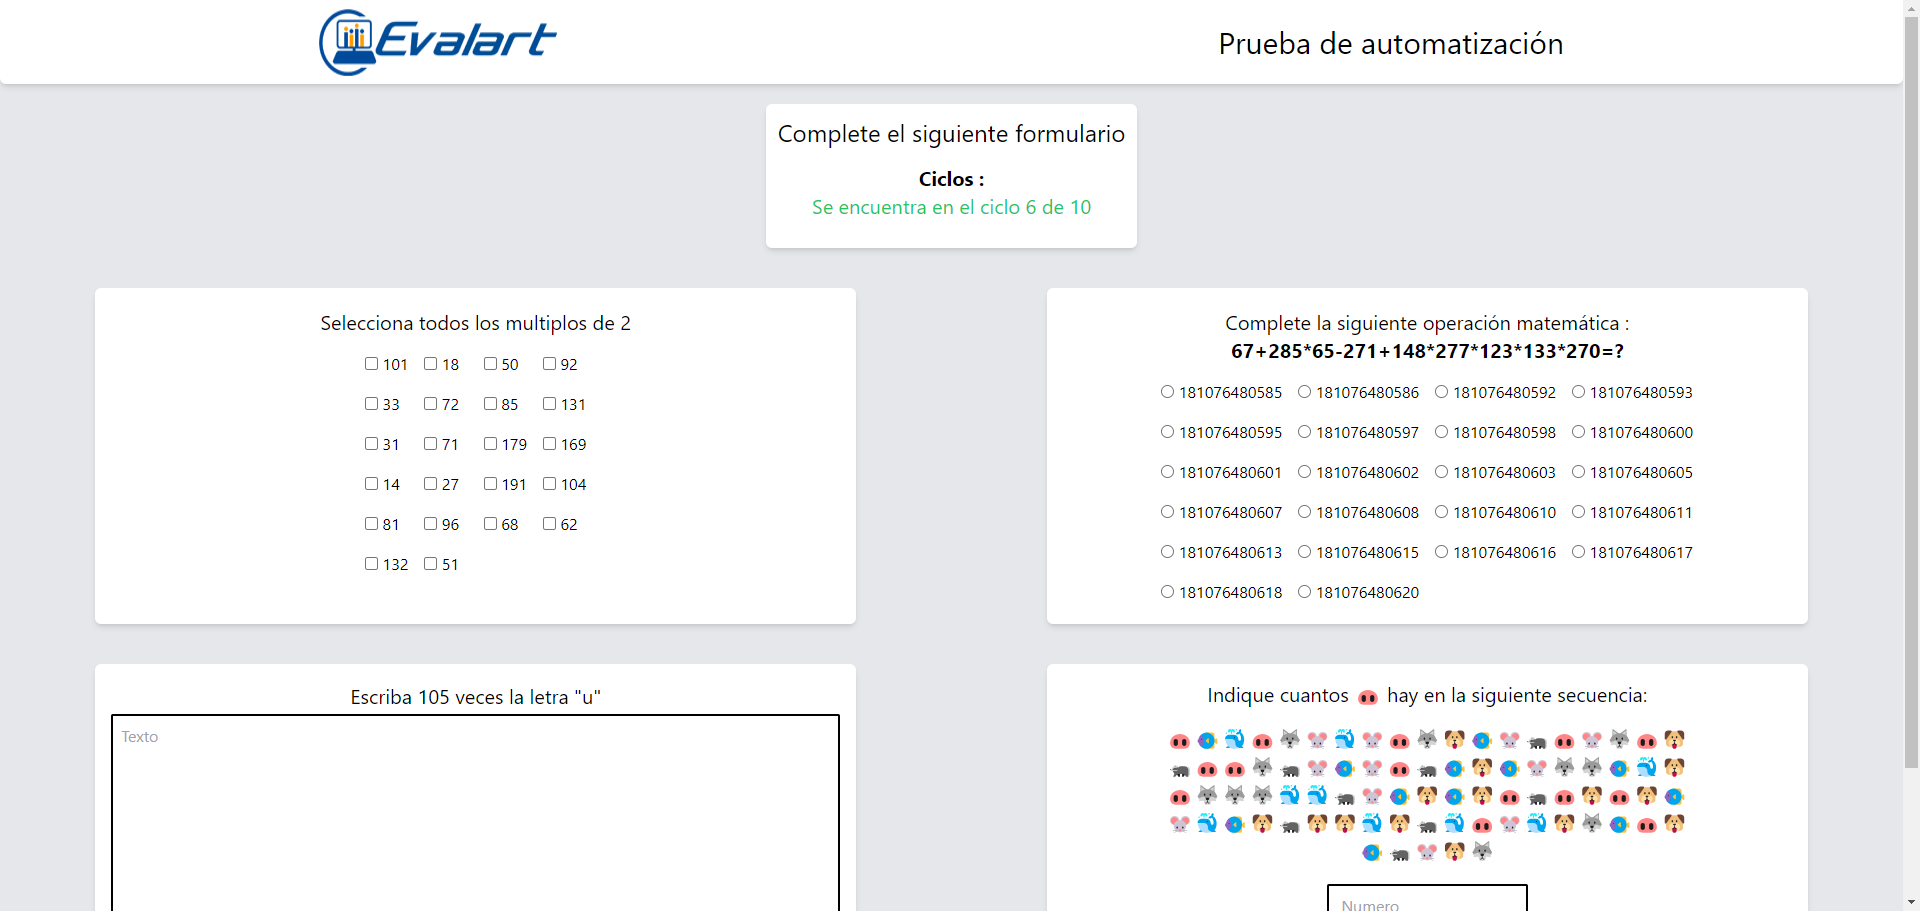 Evalart
Prueba de automatización
Complete el siguiente formulario
Ciclos :
Se encuentra en el ciclo 6 de 10
Selecciona todos los multiplos de 2
101 18 50 92
33 72 85 131
31 71 179 169
14 27 191 104
81 96 68 62
132 51
Complete la siguiente operación matemática :
67+285*65-271+148*277*123*133*270=?
181076480585 181076480586 181076480592 181076480593
181076480595 181076480597 181076480598 181076480600
181076480601 181076480602 181076480603 181076480605
181076480607 181076480608 181076480610 181076480611
181076480613 181076480615 181076480616 181076480617
181076480618 181076480620
Escriba 105 veces la letra "u"
Texto
Indique cuantos 🐽 hay en la siguiente secuencia:
Numero